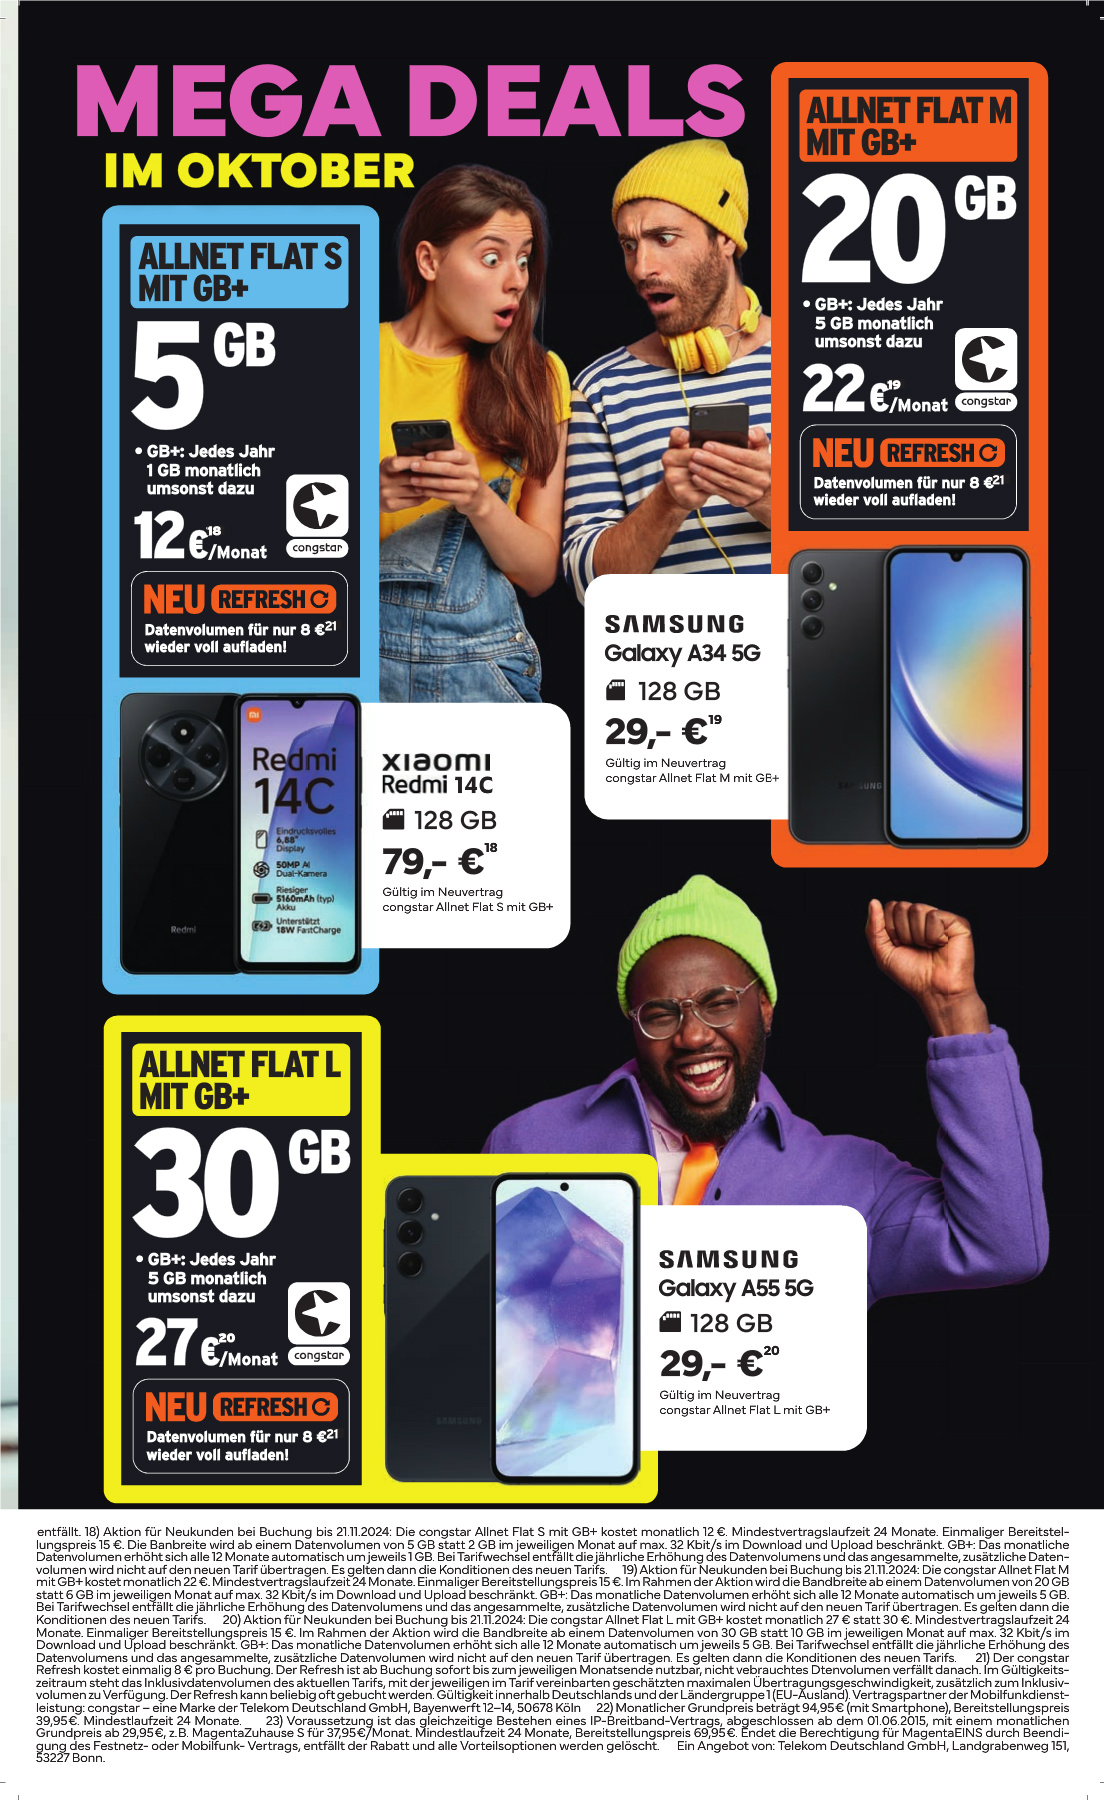 MEGA DEALS
IM OKTOBER
ALLNET FLAT S
MIT GB+
5 GB
• GB+: Jedes Jahr
1 GB monatlich
umsonst dazu
12 €18/Monat
congstar
NEU REFRESH
Datenvolumen für nur 8 €21
wieder voll aufladen!
Redmi
14C
Eindrucksvolles
6,88"
Display
50MP AI
Dual-Kamera
Riesiger
5160mAh (typ)
Akku
Unterstützt
18W FastCharge
Redmi
xiaomi
Redmi 14C
128 GB
79,- €18
Gültig im Neuvertrag
congstar Allnet Flat S mit GB+
ALLNET FLAT M
MIT GB+
20 GB
• GB+: Jedes Jahr
5 GB monatlich
umsonst dazu
22 €19/Monat
congstar
NEU REFRESH
Datenvolumen für nur 8 €21
wieder voll aufladen!
SAMSUNG
SAMSUNG
Galaxy A34 5G
128 GB
29,- €19
Gültig im Neuvertrag
congstar Allnet Flat M mit GB+
ALLNET FLAT L
MIT GB+
30 GB
• GB+: Jedes Jahr
5 GB monatlich
umsonst dazu
27 €20/Monat
congstar
NEU REFRESH
Datenvolumen für nur 8 €21
wieder voll aufladen!
SAMSUNG
SAMSUNG
Galaxy A55 5G
128 GB
29,- €20
Gültig im Neuvertrag
congstar Allnet Flat L mit GB+
entfällt. 18) Aktion für Neukunden bei Buchung bis 21.11.2024: Die congstar Allnet Flat S mit GB+ kostet monatlich 12 €. Mindestvertragslaufzeit 24 Monate. Einmaliger Bereitstel-
lungspreis 15 €. Die Banbreite wird ab einem Datenvolumen von 5 GB statt 2 GB im jeweiligen Monat auf max. 32 Kbit/s im Download und Upload beschränkt. GB+: Das monatliche
Datenvolumen erhöht sich alle 12 Monate automatisch um jeweils 1 GB. Bei Tarifwechsel entfällt die jährliche Erhöhung des Datenvolumens und das angesammelte, zusätzliche Daten-
volumen wird nicht auf den neuen Tarif übertragen. Es gelten dann die Konditionen des neuen Tarifs. 19) Aktion für Neukunden bei Buchung bis 21.11.2024: Die congstar Allnet Flat M
mit GB+ kostet monatlich 22 €. Mindestvertragslaufzeit 24 Monate. Einmaliger Bereitstellungspreis 15 €. Im Rahmen der Aktion wird die Bandbreite ab einem Datenvolumen von 20 GB
statt 6 GB im jeweiligen Monat auf max. 32 Kbit/s im Download und Upload beschränkt. GB+: Das monatliche Datenvolumen erhöht sich alle 12 Monate automatisch um jeweils 5 GB.
Bei Tarifwechsel entfällt die jährliche Erhöhung des Datenvolumens und das angesammelte, zusätzliche Datenvolumen wird nicht auf den neuen Tarif übertragen. Es gelten dann die
Konditionen des neuen Tarifs. 20) Aktion für Neukunden bei Buchung bis 21.11.2024: Die congstar Allnet Flat L mit GB+ kostet monatlich 27 € statt 30 €. Mindestvertragslaufzeit 24
Monate. Einmaliger Bereitstellungspreis 15 €. Im Rahmen der Aktion wird die Bandbreite ab einem Datenvolumen von 30 GB statt 10 GB im jeweiligen Monat auf max. 32 Kbit/s im
Download und Upload beschränkt. GB+: Das monatliche Datenvolumen erhöht sich alle 12 Monate automatisch um jeweils 5 GB. Bei Tarifwechsel entfällt die jährliche Erhöhung des
Datenvolumens und das angesammelte, zusätzliche Datenvolumen wird nicht auf den neuen Tarif übertragen. Es gelten dann die Konditionen des neuen Tarifs. 21) Der congstar
Refresh kostet einmalig 8 € pro Buchung. Der Refresh ist ab Buchung sofort bis zum jeweiligen Monatsende nutzbar, nicht verbrauchtes Dtenvolumen verfällt danach. Im Gültigkeits-
zeitraum steht das Inklusivdatenvolumen des aktuellen Tarifs, mit der jeweiligen im Tarif vereinbarten geschätzten maximalen Übertragungsgeschwindigkeit, zusätzlich zum Inklusiv-
volumen zu Verfügung. Der Refresh kann beliebig oft gebucht werden. Gültigkeit innerhalb Deutschlands und der Ländergruppe 1 (EU-Ausland). Vertragspartner der Mobilfunkdienst-
leistung: congstar – eine Marke der Telekom Deutschland GmbH, Bayenwerft 12–14, 50678 Köln 22) Monatlicher Grundpreis beträgt 94,95 € (mit Smartphone), Bereitstellungspreis
39,95 €. Mindestlaufzeit 24 Monate. 23) Voraussetzung ist das gleichzeitige Bestehen eines IP-Breitband-Vertrags, abgeschlossen ab dem 01.06.2015, mit einem monatlichen
Grundpreis ab 29,95 €, z. B. MagentaZuhause S für 37,95 €/Monat. Mindestlaufzeit 24 Monate, Bereitstellungspreis 69,95 €. Endet die Berechtigung für MagentaEINS durch Beendi-
gung des Festnetz- oder Mobilfunk- Vertrags, entfällt der Rabatt und alle Vorteilsoptionen werden gelöscht. Ein Angebot von: Telekom Deutschland GmbH, Landgrabenweg 151,
53227 Bonn.